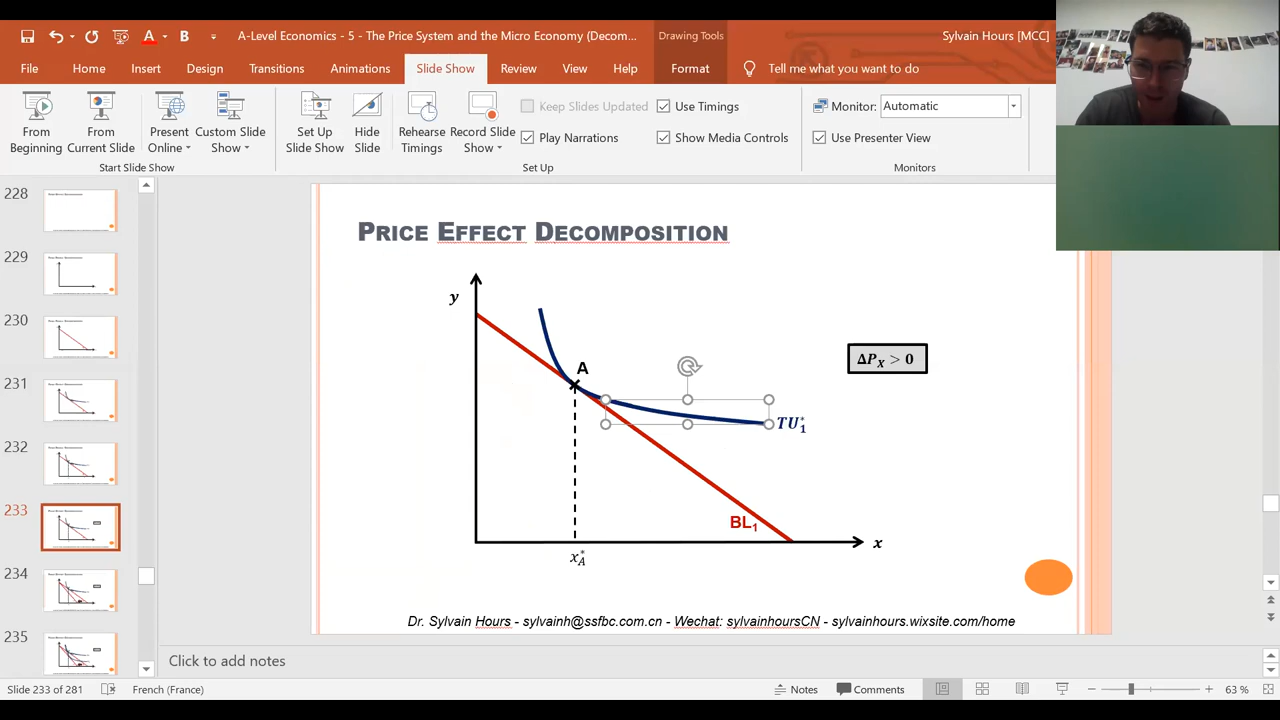 A-Level Economics - 5 - The Price System and the Micro Economy (Decom...
Drawing Tools
Sylvain Hours [MCC]
File Home Insert Design Transitions Animations Slide Show Review View Help Format Tell me what you want to do
From Beginning
From Current Slide
Present Online
Custom Slide Show
Start Slide Show
Set Up Slide Show
Hide Slide
Rehearse Timings
Record Slide Show
Keep Slides Updated
Play Narrations
Use Timings
Show Media Controls
Set Up
Monitor: Automatic
Use Presenter View
Monitors
228
229
230
231
232
233
234
235
PRICE EFFECT DECOMPOSITION
y
A
ΔP_X > 0
TU_1^*
BL_1
x
x_A^*
Dr. Sylvain Hours - sylvainh@ssfbc.com.cn - Wechat: sylvainhoursCN - sylvainhours.wixsite.com/home
Click to add notes
Slide 233 of 281 French (France) Notes Comments 63 %